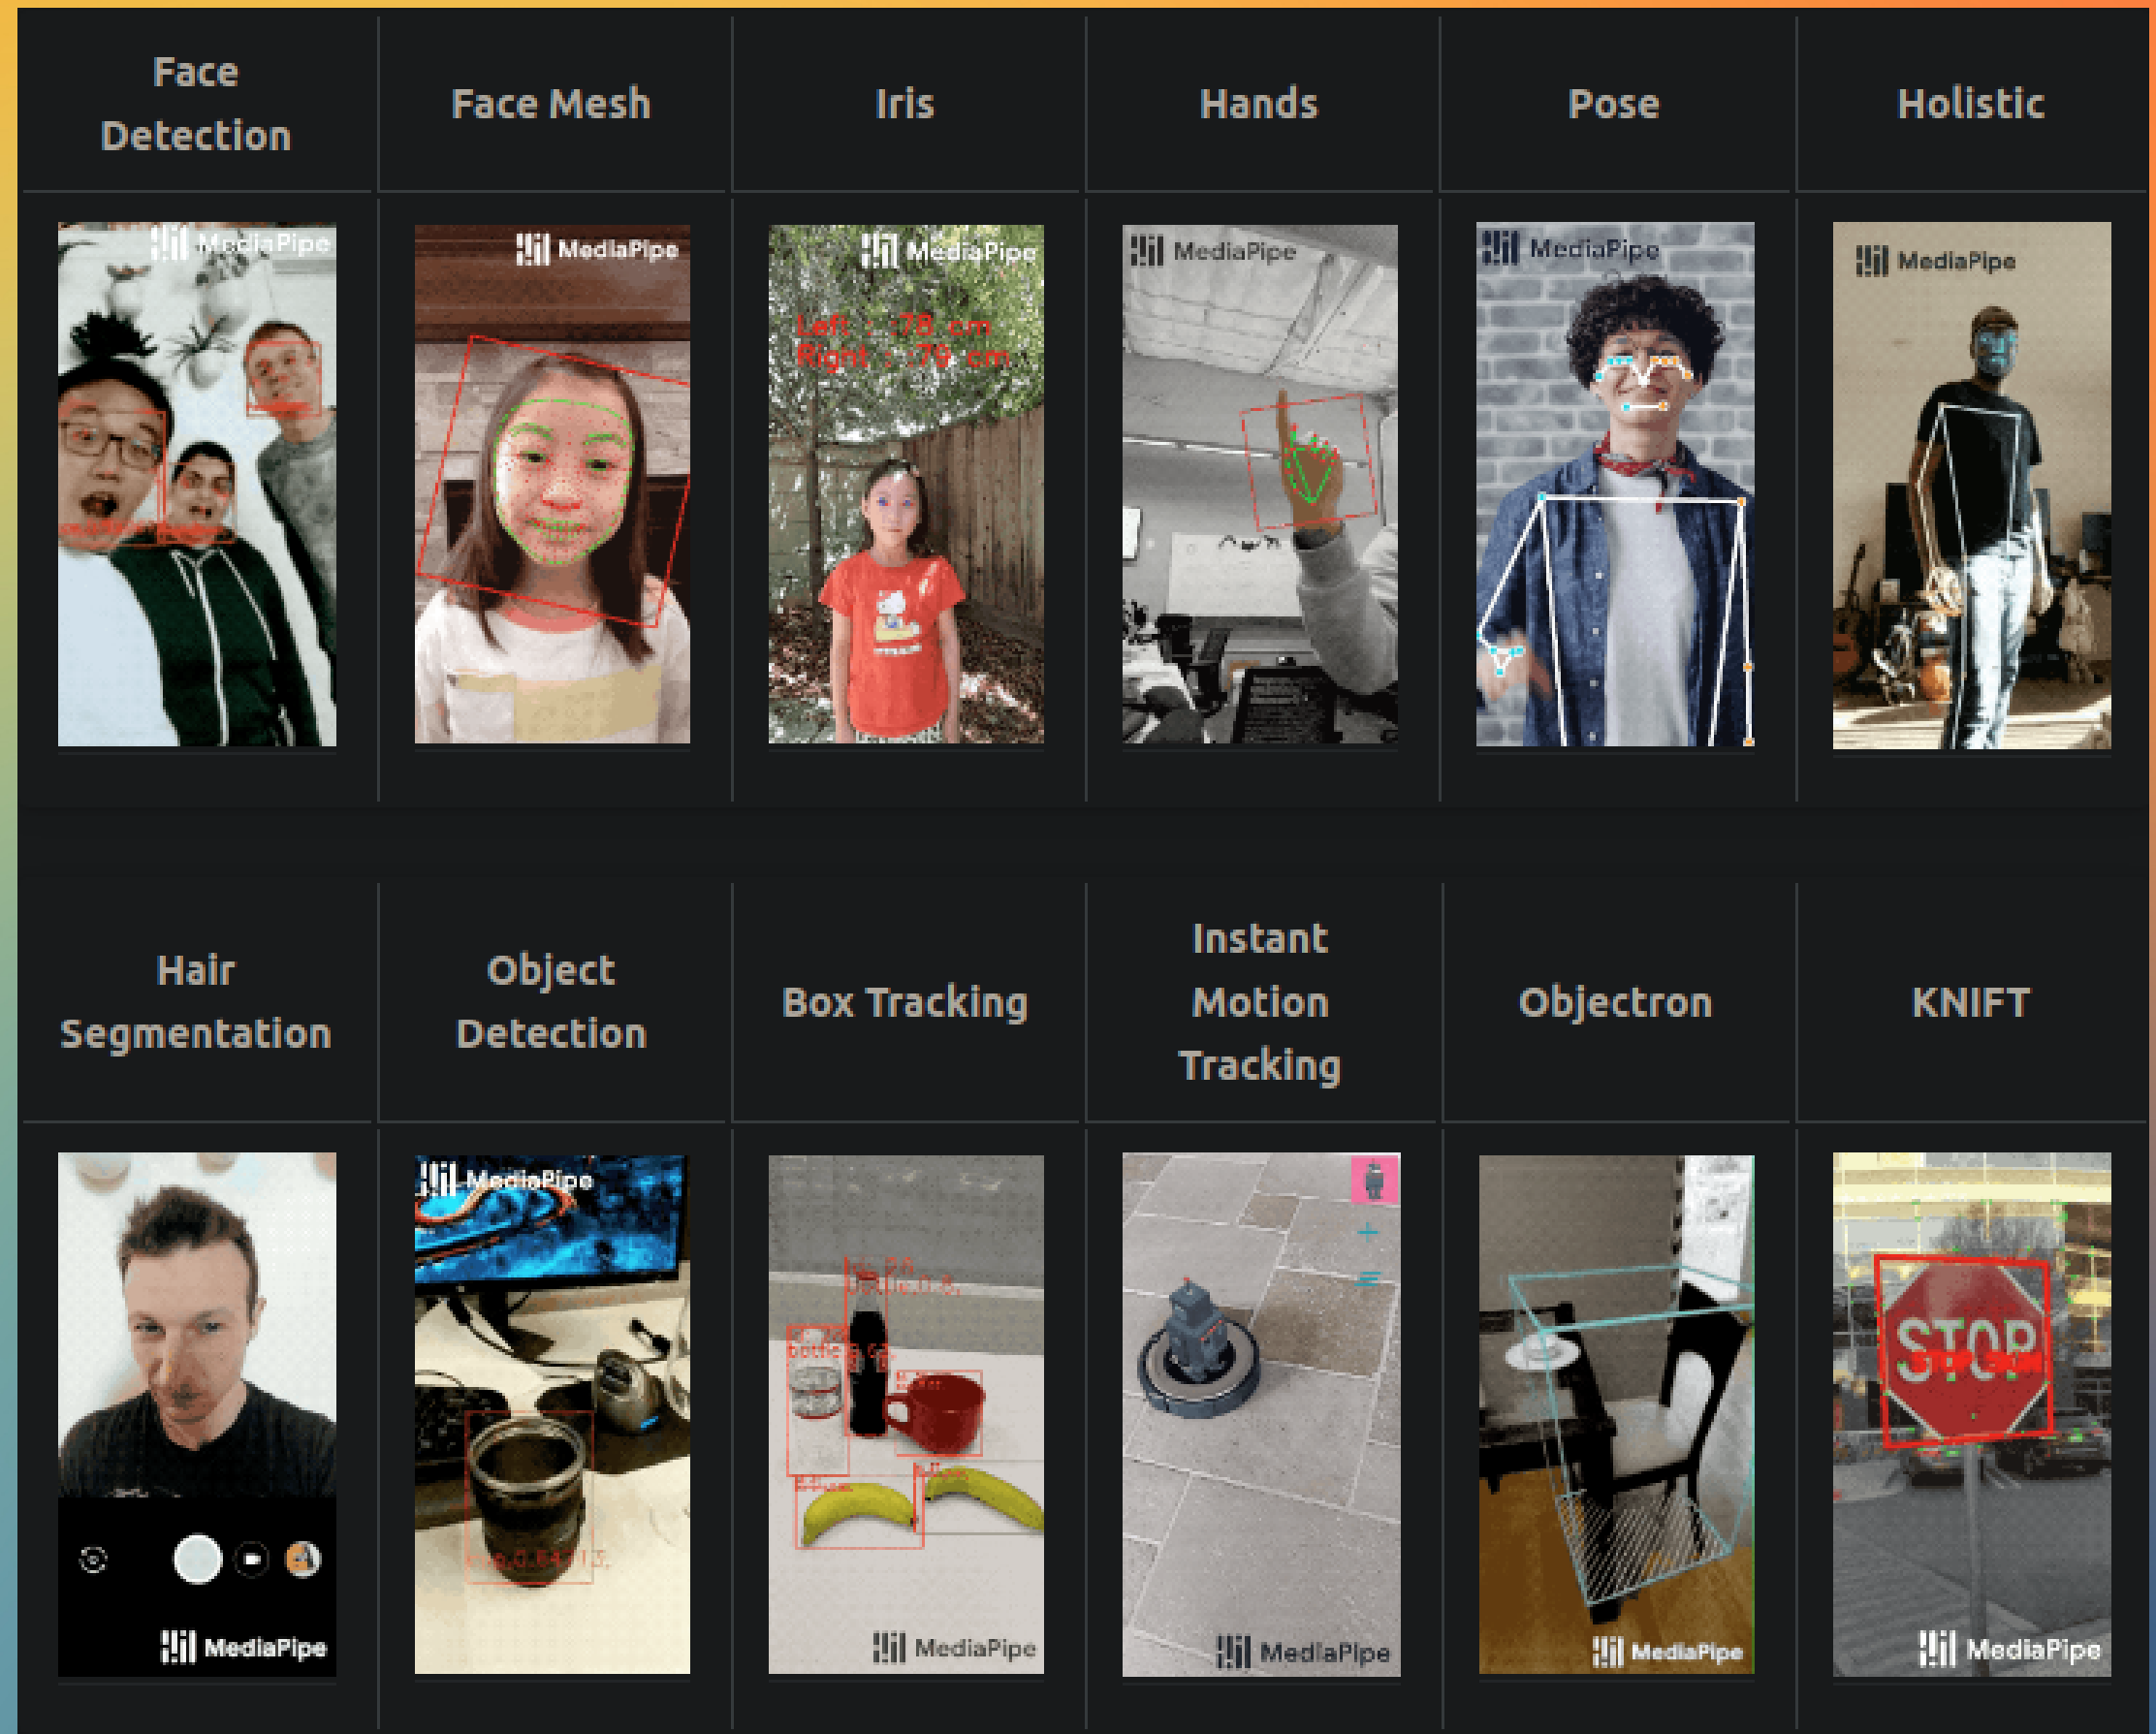 Face
Detection
Face Mesh
Iris
Hands
Pose
Holistic
MediaPipe
MediaPipe
MediaPipe
Left : :78 cm
Right : :79 cm
MediaPipe
MediaPipe
MediaPipe
Hair
Segmentation
Object
Detection
Box Tracking
Instant
Motion
Tracking
Objectron
KNIFT
MediaPipe
MediaPipe
MediaPipe
MediaPipe
MediaPipe
STOP
MediaPipe